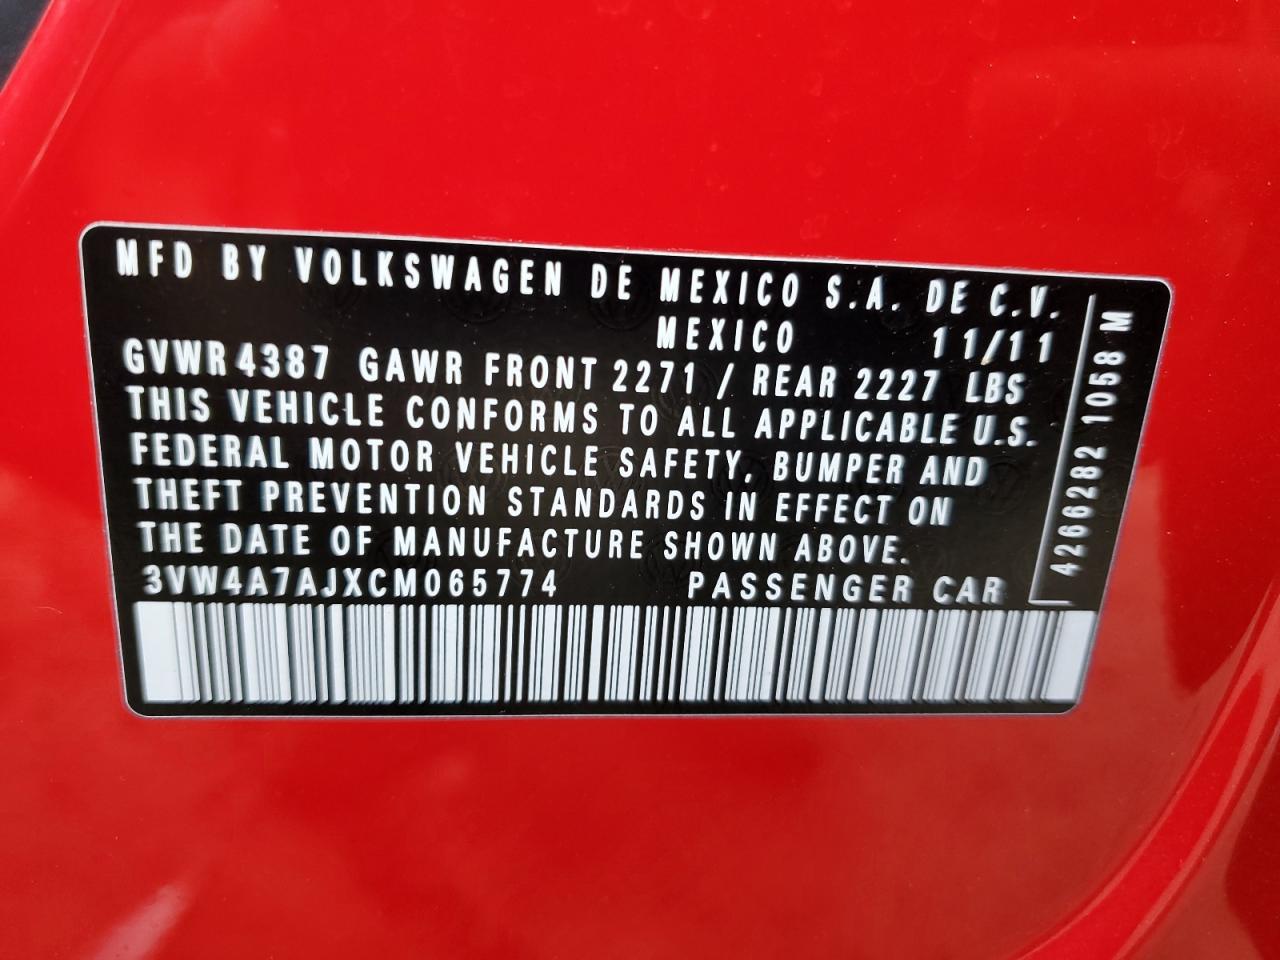 MFD BY VOLKSWAGEN DE MEXICO S.A. DE C.V.
MEXICO 11/11
GVWR 4387 GAWR FRONT 2271 / REAR 2227 LBS
THIS VEHICLE CONFORMS TO ALL APPLICABLE U.S.
FEDERAL MOTOR VEHICLE SAFETY, BUMPER AND
THEFT PREVENTION STANDARDS IN EFFECT ON
THE DATE OF MANUFACTURE SHOWN ABOVE.
3VW4A7AJXCM065774 PASSENGER CAR
4266282 1058 M